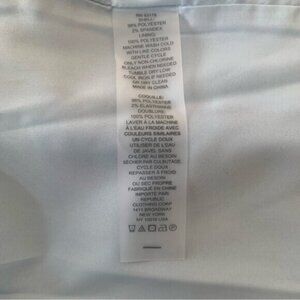 RN 63119
SHELL:
98% POLYESTER
2% SPANDEX
LINING:
100% POLYESTER
MACHINE WASH COLD
WITH LIKE COLORS
GENTLE CYCLE
ONLY NON-CHLORINE
BLEACH WHEN NEEDED
TUMBLE DRY LOW
COOL IRON IF NEEDED
OR DRY CLEAN
MADE IN CHINA
COQUILLE:
98% POLYESTER
2% ÉLASTHANNE
DOUBLURE:
100% POLYESTER
LAVER À LA MACHINE
À L'EAU FROIDE AVEC
COULEURS SIMILAIRES
UN CYCLE DOUX
UTILISER DE L'EAU
DE JAVEL SANS
CHLORE AU BESOIN
SÉCHER PAR CULBUTAGE,
CYCLE DOUX
REPASSER À FROID
AU BESOIN
OU SEC PROPRE
FABRIQUÉ EN CHINE
IMPORTÉ PAR/
REPUBLIC
CLOTHING CORP
1411 BROADWAY
NEW YORK
NY 10018 USA